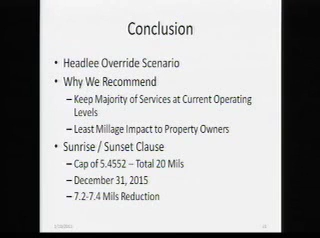 Conclusion
• Headlee Override Scenario
• Why We Recommend
– Keep Majority of Services at Current Operating
Levels
– Least Millage Impact to Property Owners
• Sunrise / Sunset Clause
– Cap of 5.4552 – Total 20 Mils
– December 31, 2015
– 7.2-7.4 Mils Reduction